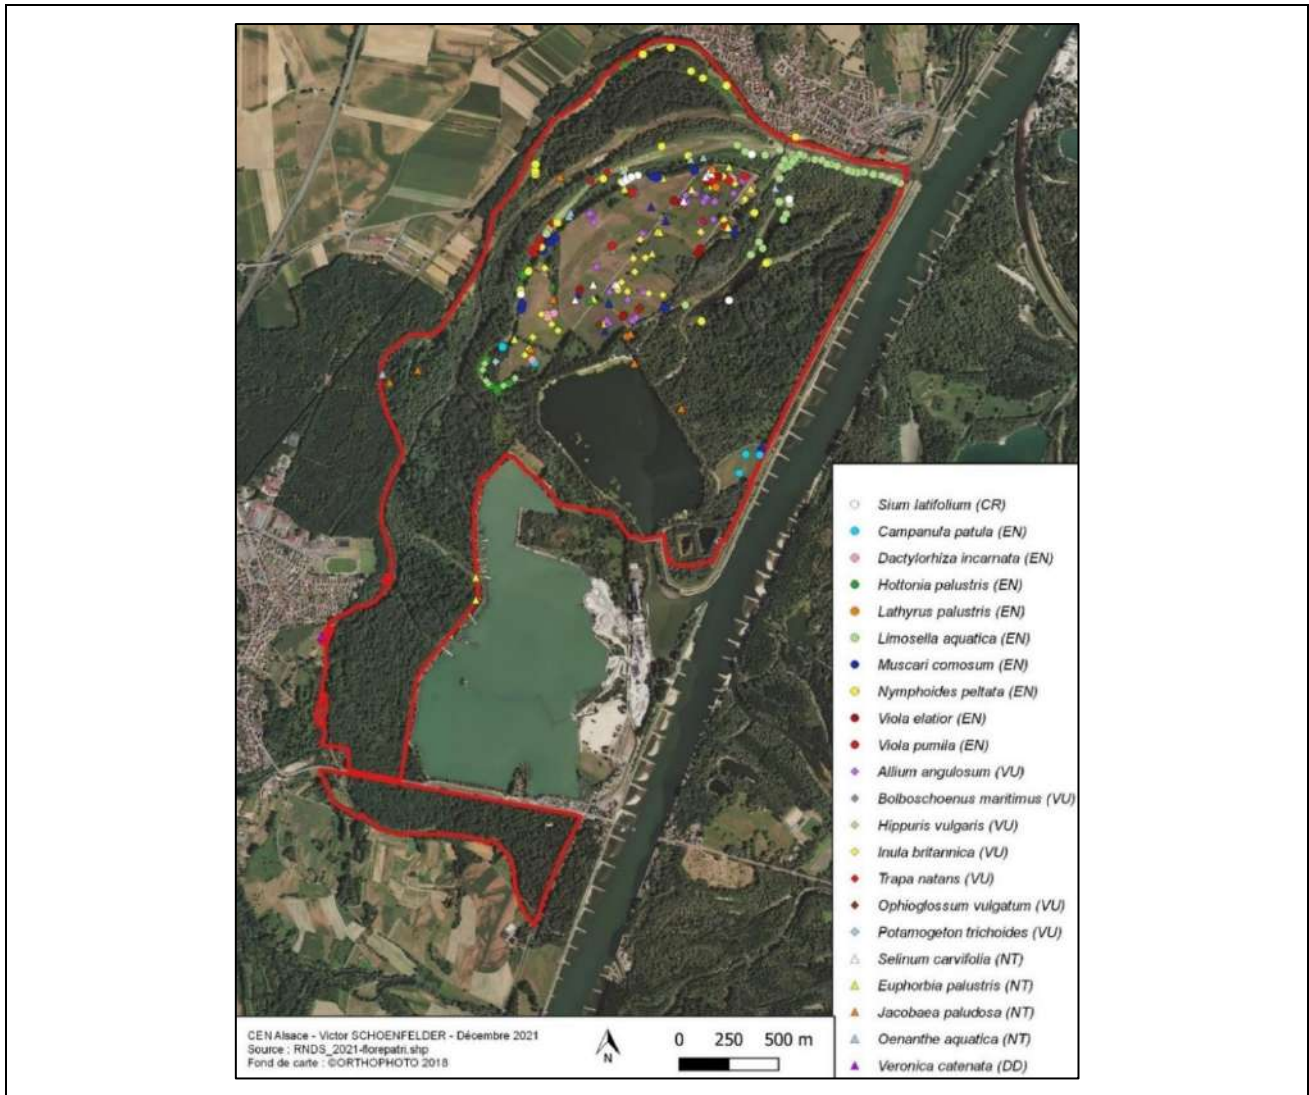 Sium latifolium (CR)
Campanula patula (EN)
Dactylorhiza incarnata (EN)
Hottonia palustris (EN)
Lathyrus palustris (EN)
Limosella aquatica (EN)
Muscari comosum (EN)
Nymphoides peltata (EN)
Viola elatior (EN)
Viola pumila (EN)
Allium angulosum (VU)
Bolboschoenus maritimus (VU)
Hippuris vulgaris (VU)
Inula britannica (VU)
Trapa natans (VU)
Ophioglossum vulgatum (VU)
Potamogeton trichoides (VU)
Selinum carvifolia (NT)
Euphorbia palustris (NT)
Jacobaea paludosa (NT)
Oenanthe aquatica (NT)
Veronica catenata (DD)
CEN Alsace - Victor SCHOENFELDER - Décembre 2021
Source : RNDS_2021-florepatri.shp
Fond de carte : ©ORTHOPHOTO 2018
N
0 250 500 m